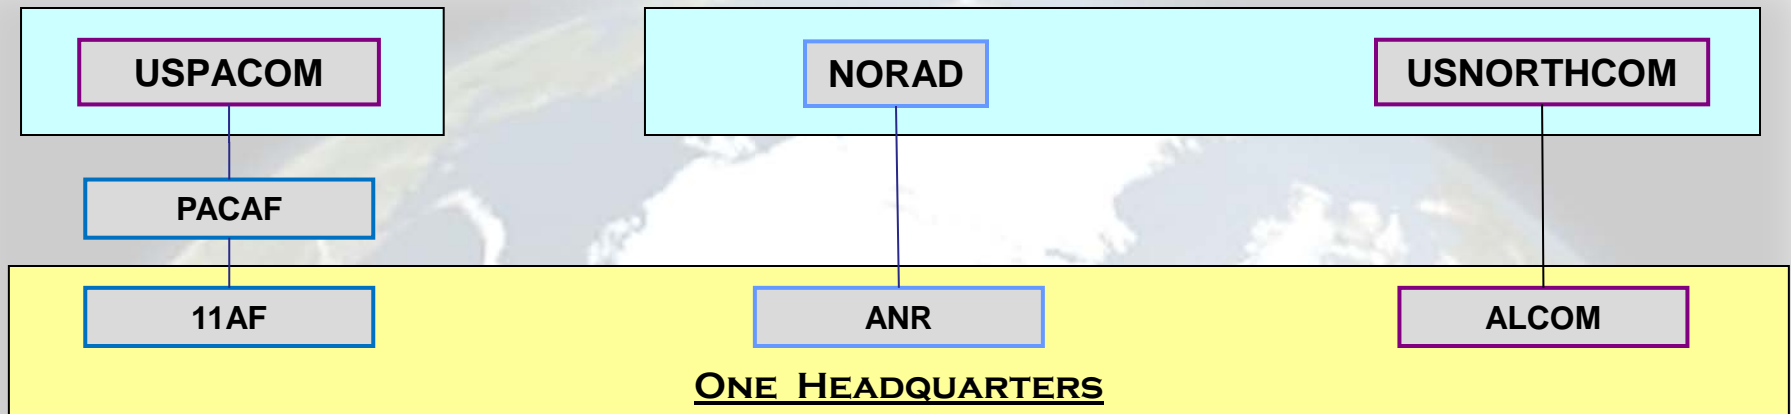 USPACOM
NORAD
USNORTHCOM
PACAF
11AF
ANR
ALCOM
ONE HEADQUARTERS